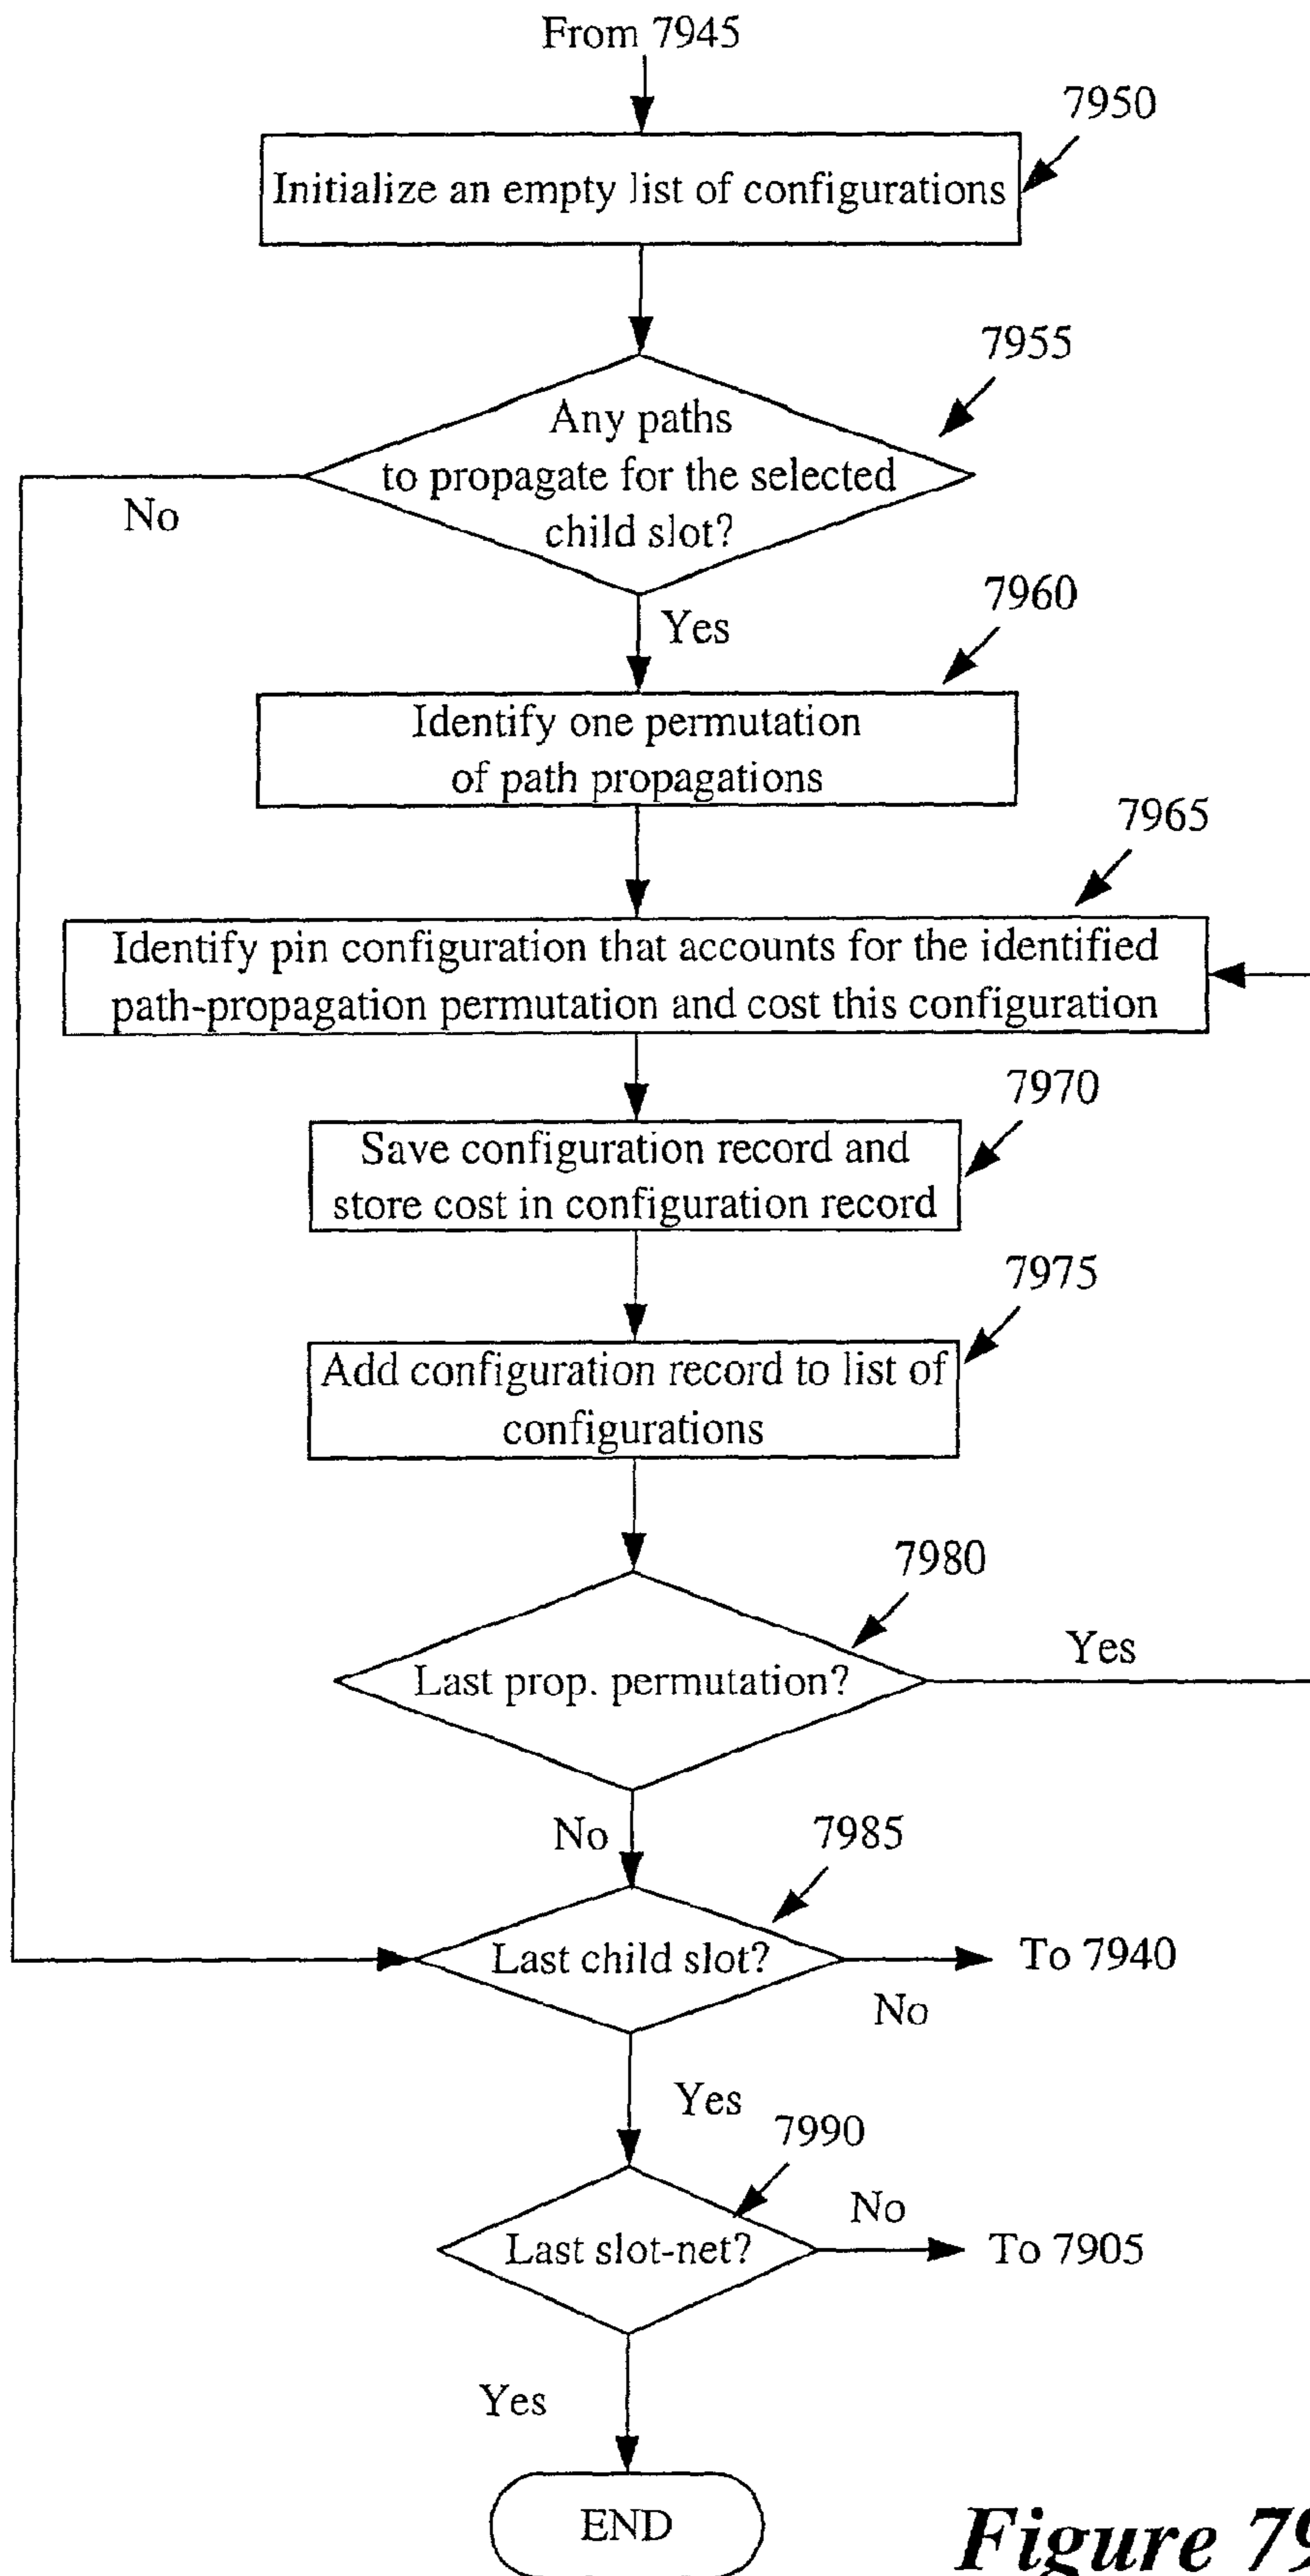 From 7945
7950
Initialize an empty list of configurations
7955
Any paths
to propagate for the selected
child slot?
No
7960
Yes
Identify one permutation
of path propagations
7965
Identify pin configuration that accounts for the identified
path-propagation permutation and cost this configuration
7970
Save configuration record and
store cost in configuration record
7975
Add configuration record to list of
configurations
7980
Last prop. permutation?
Yes
No
7985
Last child slot?
To 7940
No
Yes
7990
Last slot-net?
No
To 7905
Yes
END
Figure 79